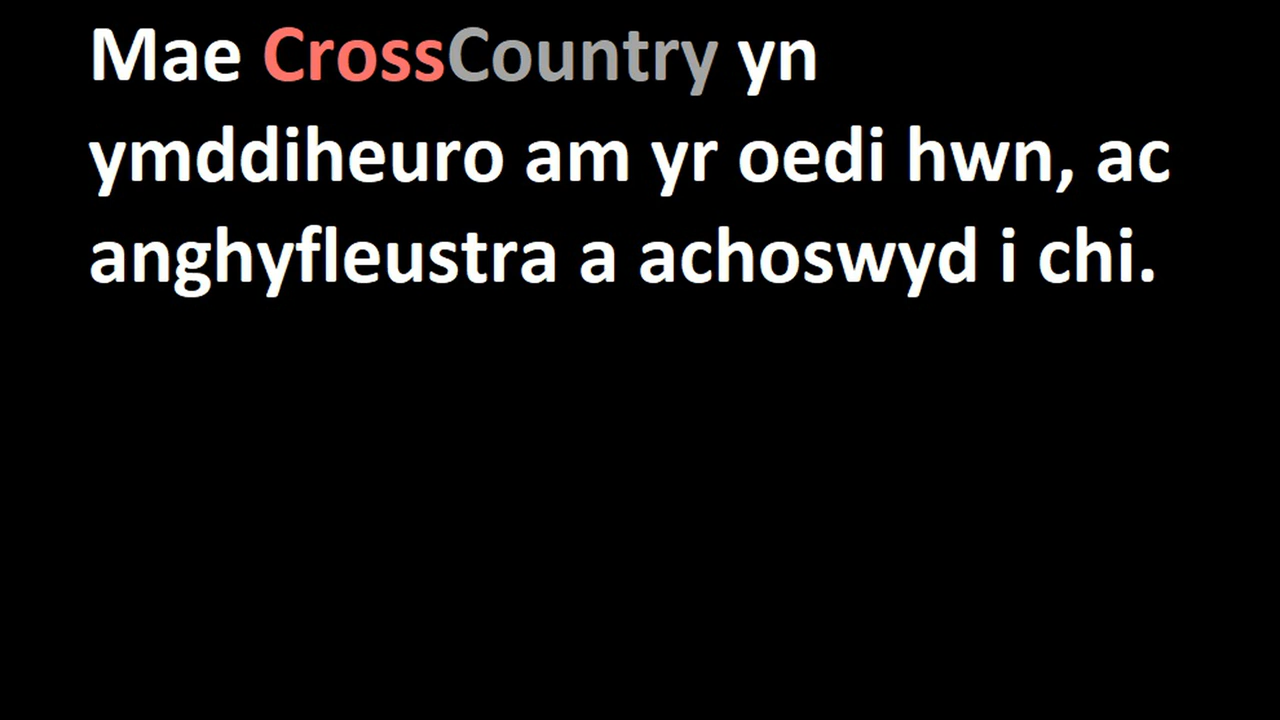 Mae CrossCountry yn
ymddiheuro am yr oedi hwn, ac
anghyfleustra a achoswyd i chi.